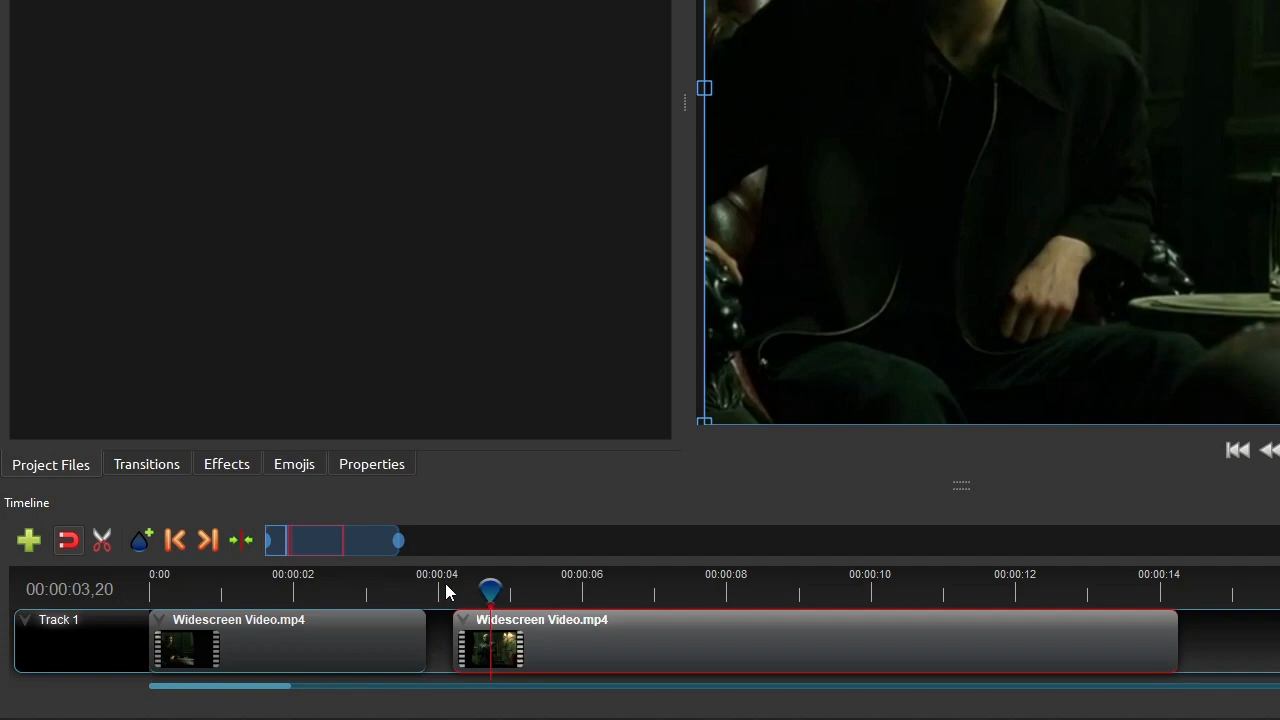 Project Files
Transitions
Effects
Emojis
Properties
Timeline
00:00:03,20
0:00
00:00:02
00:00:04
00:00:06
00:00:08
00:00:10
00:00:12
00:00:14
Track 1
Widescreen Video.mp4
Widescreen Video.mp4